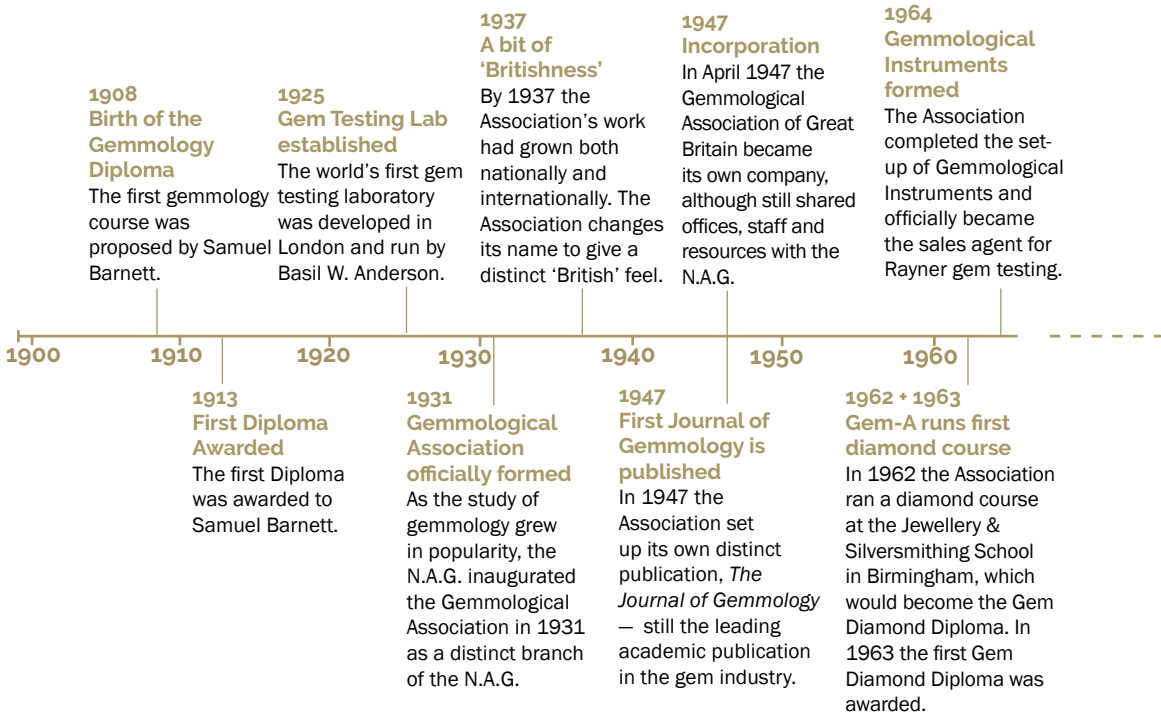 1908
Birth of the
Gemmology
Diploma
The first gemmology
course was
proposed by Samuel
Barnett.
1925
Gem Testing Lab
established
The world's first gem
testing laboratory
was developed in
London and run by
Basil W. Anderson.
1937
A bit of
‘Britishness’
By 1937 the
Association’s work
had grown both
nationally and
internationally. The
Association changes
its name to give a
distinct ‘British’ feel.
1947
Incorporation
In April 1947 the
Gemmological
Association of Great
Britain became
its own company,
although still shared
offices, staff and
resources with the
N.A.G.
1964
Gemmological
Instruments
formed
The Association
completed the set-
up of Gemmological
Instruments and
officially became
the sales agent for
Rayner gem testing.
1900 1910 1920 1930 1940 1950 1960
1913
First Diploma
Awarded
The first Diploma
was awarded to
Samuel Barnett.
1931
Gemmological
Association
officially formed
As the study of
gemmology grew
in popularity, the
N.A.G. inaugurated
the Gemmological
Association in 1931
as a distinct branch
of the N.A.G.
1947
First Journal of
Gemmology is
published
In 1947 the
Association set
up its own distinct
publication, The
Journal of Gemmology
— still the leading
academic publication
in the gem industry.
1962 + 1963
Gem-A runs first
diamond course
In 1962 the Association
ran a diamond course
at the Jewellery &
Silversmithing School
in Birmingham, which
would become the Gem
Diamond Diploma. In
1963 the first Gem
Diamond Diploma was
awarded.